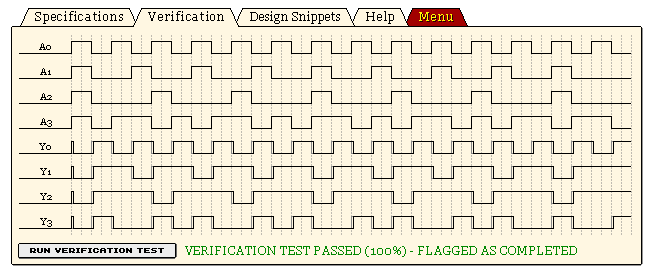 Specifications Verification Design Snippets Help Menu
A0
A1
A2
A3
Y0
Y1
Y2
Y3
RUN VERIFICATION TEST VERIFICATION TEST PASSED (100%) - FLAGGED AS COMPLETED